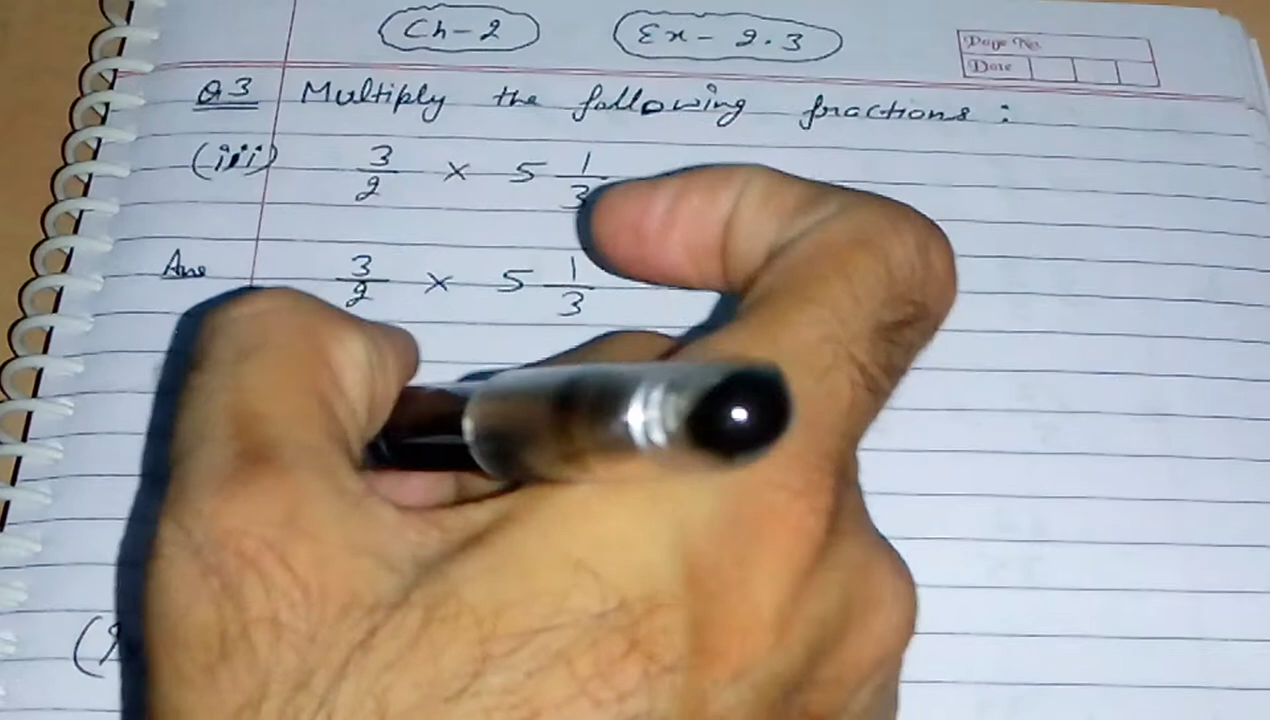 Ch-2 Ex-2.3
Page No.
Date
Q3 Multiply the following fractions:
(iii) 3/2 × 5 1/3
Ans 3/2 × 5 1/3